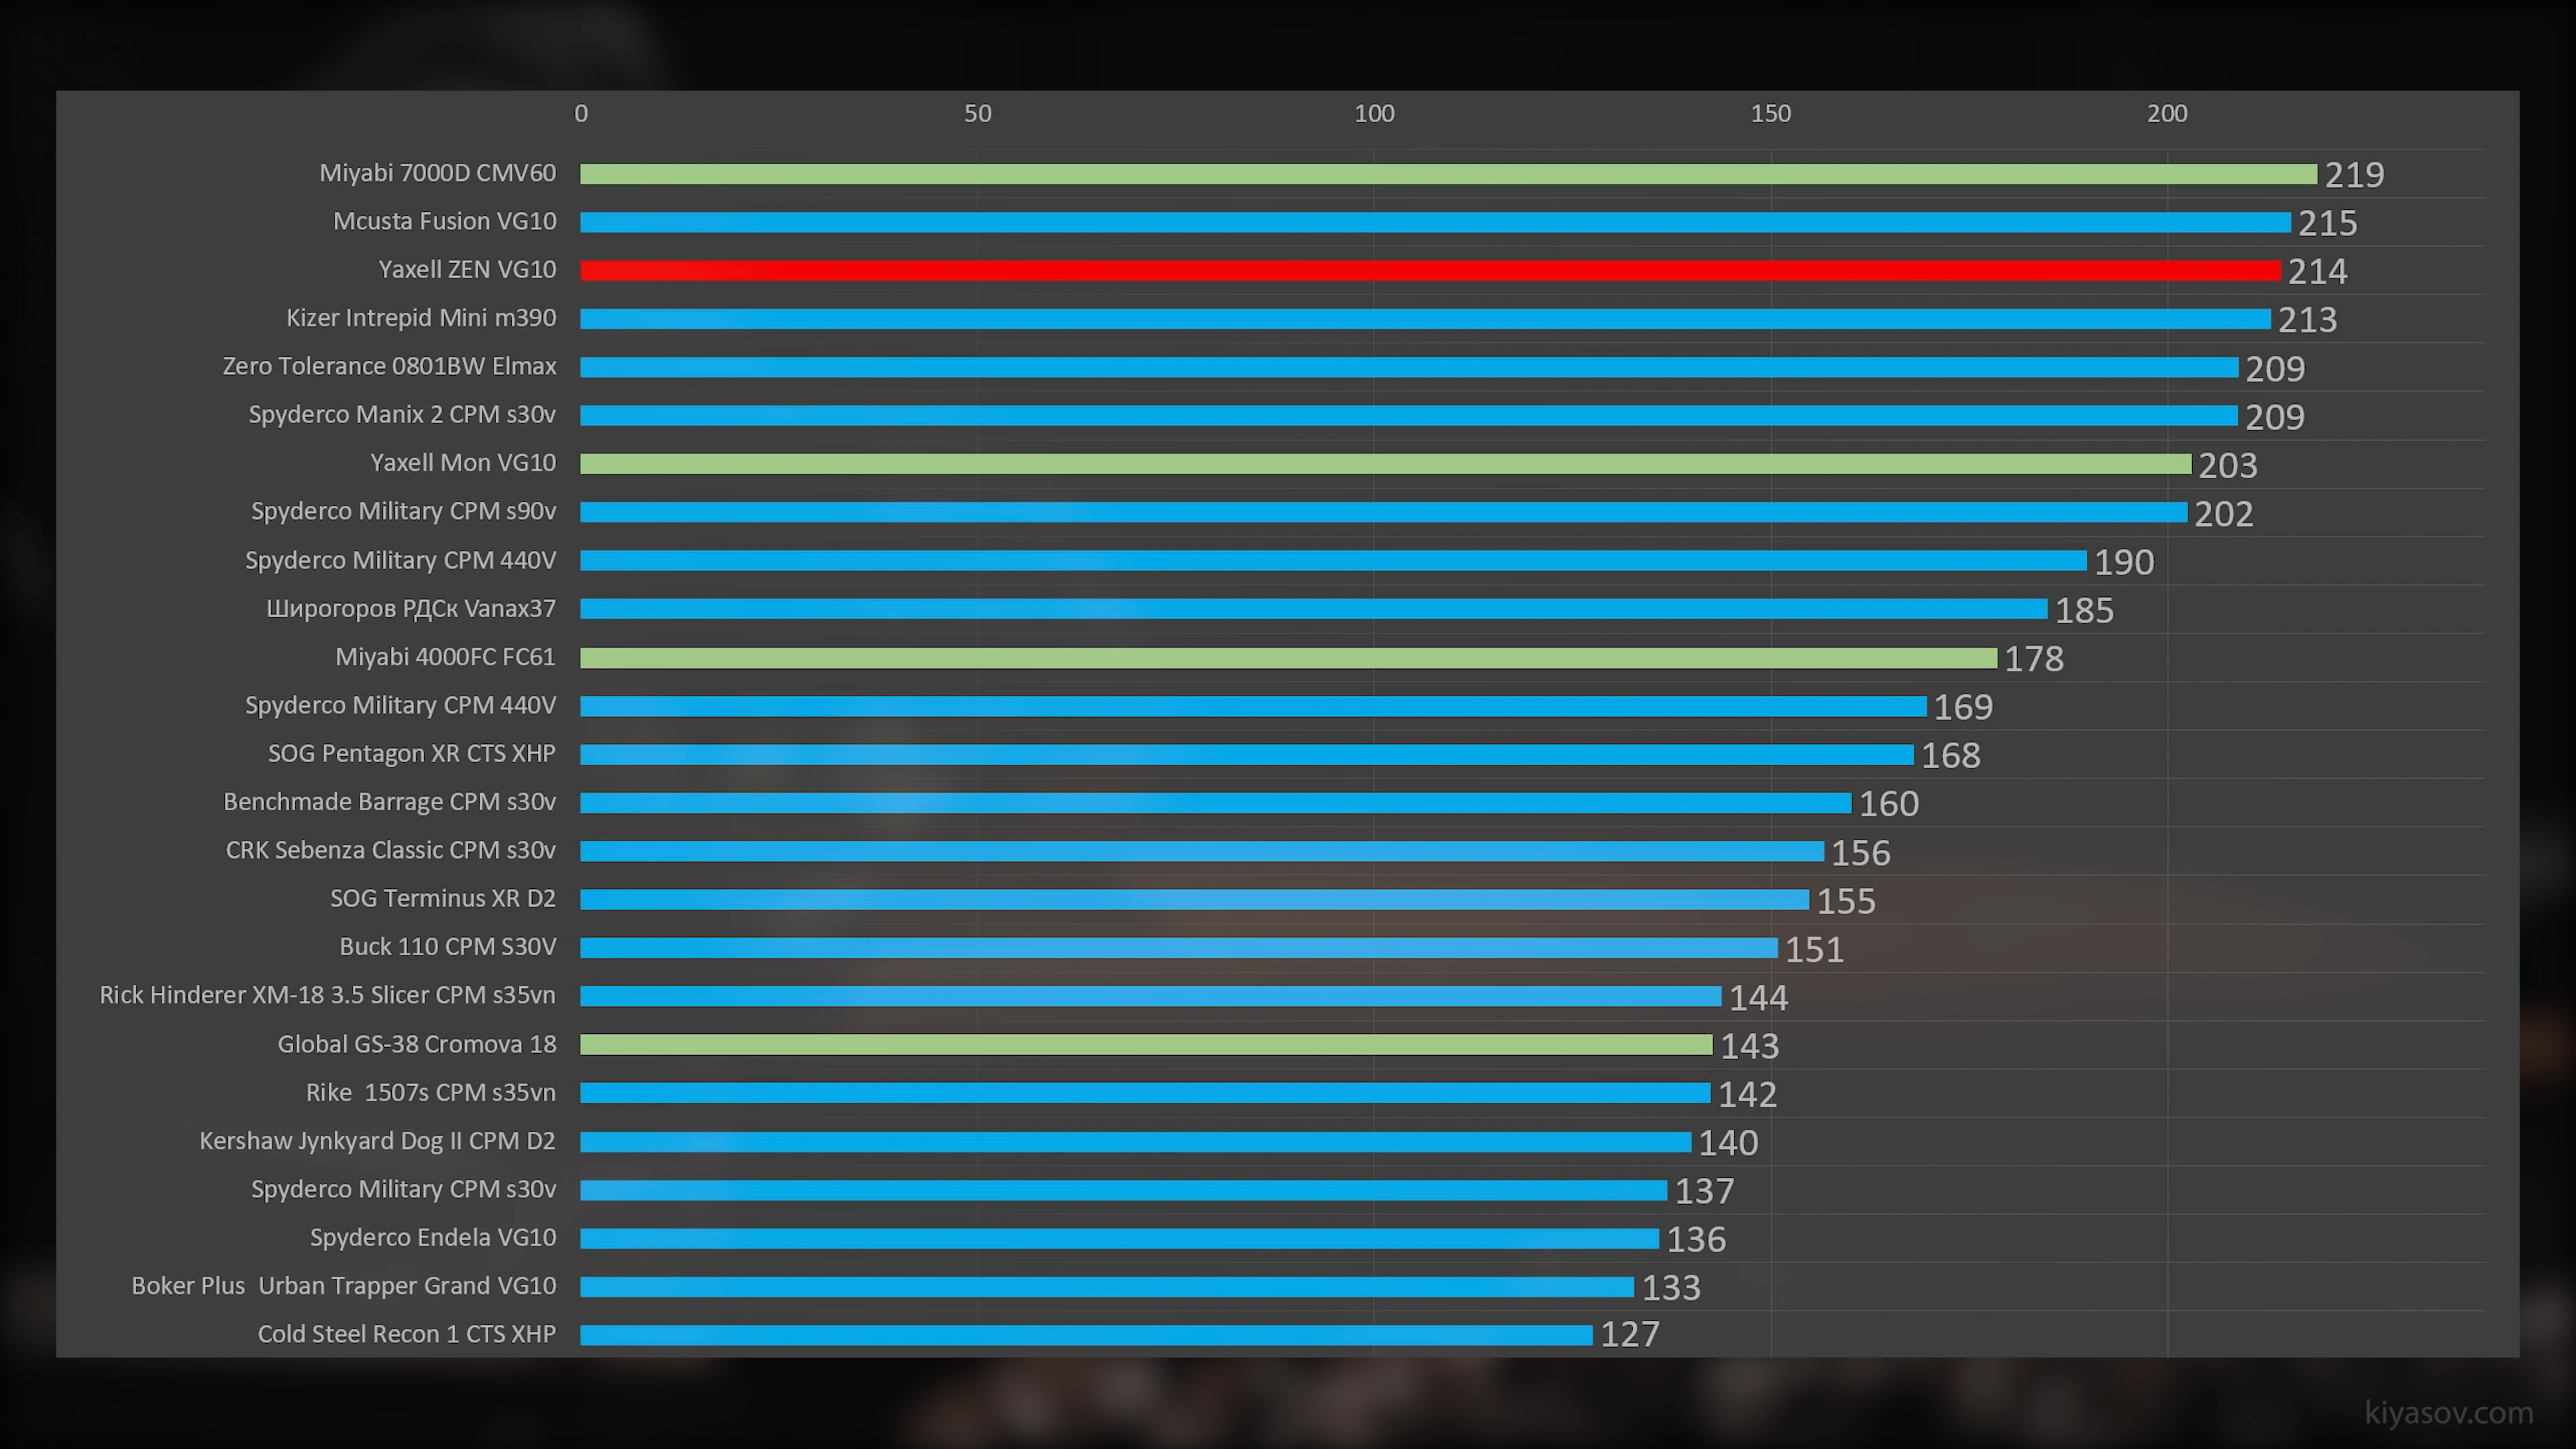 0 50 100 150 200
Miyabi 7000D CMV60 219
Mcusta Fusion VG10 215
Yaxell ZEN VG10 214
Kizer Intrepid Mini m390 213
Zero Tolerance 0801BW Elmax 209
Spyderco Manix 2 CPM s30v 209
Yaxell Mon VG10 203
Spyderco Military CPM s90v 202
Spyderco Military CPM 440V 190
Широгоров РДСк Vanax37 185
Miyabi 4000FC FC61 178
Spyderco Military CPM 440V 169
SOG Pentagon XR CTS XHP 168
Benchmade Barrage CPM s30v 160
CRK Sebenza Classic CPM s30v 156
SOG Terminus XR D2 155
Buck 110 CPM S30V 151
Rick Hinderer XM-18 3.5 Slicer CPM s35vn 144
Global GS-38 Cromova 18 143
Rike 1507s CPM s35vn 142
Kershaw Jynkyard Dog II CPM D2 140
Spyderco Military CPM s30v 137
Spyderco Endela VG10 136
Boker Plus Urban Trapper Grand VG10 133
Cold Steel Recon 1 CTS XHP 127
kiyasov.com